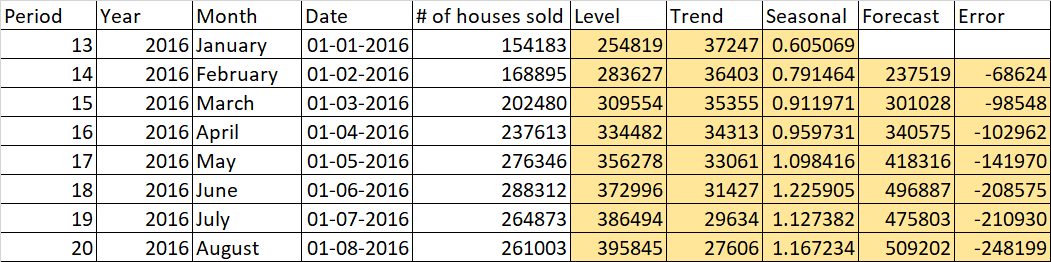 Period Year Month Date # of houses sold Level Trend Seasonal Forecast Error
13 2016 January 01-01-2016 154183 254819 37247 0.605069
14 2016 February 01-02-2016 168895 283627 36403 0.791464 237519 -68624
15 2016 March 01-03-2016 202480 309554 35355 0.911971 301028 -98548
16 2016 April 01-04-2016 237613 334482 34313 0.959731 340575 -102962
17 2016 May 01-05-2016 276346 356278 33061 1.098416 418316 -141970
18 2016 June 01-06-2016 288312 372996 31427 1.225905 496887 -208575
19 2016 July 01-07-2016 264873 386494 29634 1.127382 475803 -210930
20 2016 August 01-08-2016 261003 395845 27606 1.167234 509202 -248199